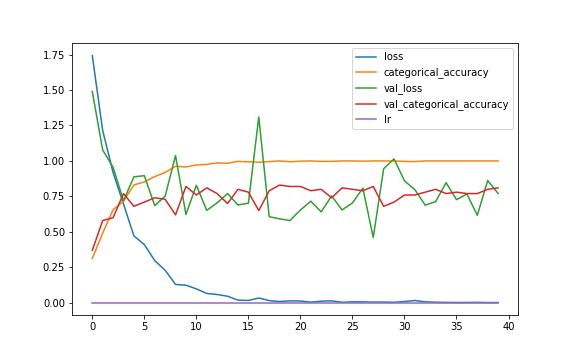 loss
categorical_accuracy
val_loss
val_categorical_accuracy
lr
1.75
1.50
1.25
1.00
0.75
0.50
0.25
0.00
0 5 10 15 20 25 30 35 40